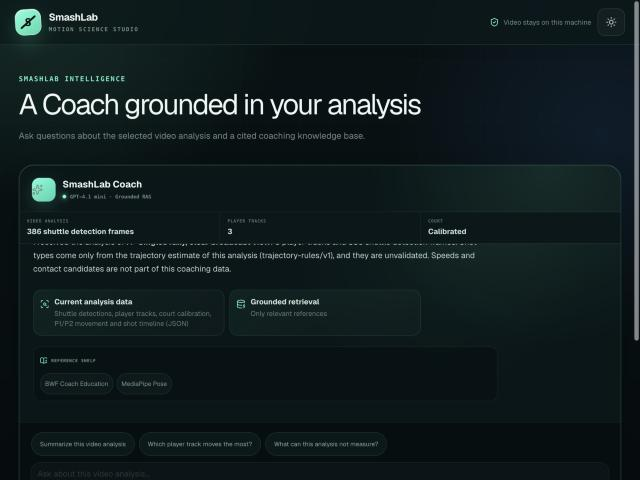 SmashLab
MOTION SCIENCE STUDIO
Video stays on this machine
SMASHLAB INTELLIGENCE
A Coach grounded in your analysis
Ask questions about the selected video analysis and a cited coaching knowledge base.
SmashLab Coach
GPT-4.1 mini · Grounded RAG
VIDEO ANALYSIS
386 shuttle detection frames
PLAYER TRACKS
3
COURT
Calibrated
types come only from the trajectory estimate of this analysis (trajectory-rules/v1), and they are unvalidated. Speeds and
contact candidates are not part of this coaching data.
Current analysis data
Shuttle detections, player tracks, court calibration,
P1/P2 movement and shot timeline (JSON)
Grounded retrieval
Only relevant references
REFERENCE SHELF
BWF Coach Education
MediaPipe Pose
Summarize this video analysis
Which player track moves the most?
What can this analysis not measure?
Ask about this video analysis...